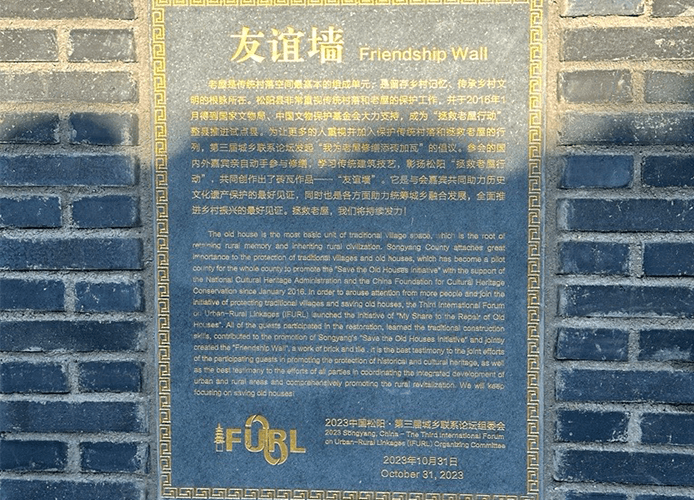 友谊墙 Friendship Wall
老屋是传统村落空间最基本的组成单元，是留存乡村记忆、传承乡村文
明的根脉所在。松阳县非常重视传统村落和老屋的保护工作，并于2016年1
月得到国家文物局、中国文物保护基金会大力支持，成为“拯救老屋行动”
整县推进试点县。为让更多的人重视并加入保护传统村落和拯救老屋的行
列，第三届城乡联系论坛发起“我为老屋修缮添砖加瓦”的倡议。参会的国
内外嘉宾亲自动手参与修缮，学习传统建筑技艺，彰扬松阳“拯救老屋行
动”，共同创作出了砖瓦作品——“友谊墙”。它是与会嘉宾共同助力历史
文化遗产保护的最好见证，同时也是各方面助力统筹城乡融合发展，全面推
进乡村振兴的最好见证。拯救老屋，我们将持续发力！
The old house is the most basic unit of traditional village space, which is the root of
retaining rural memory and inheriting rural civilization. Songyang County attaches great
importance to the protection of traditional villages and old houses, which has become a pilot
county for the whole county to promote the "Save the Old Houses Initiative" with the support of
the National Cultural Heritage Administration and the China Foundation for Cultural Heritage
Conservation since January 2016. In order to arouse attention from more people and join the
initiative of protecting traditional villages and saving old houses, the Third International Forum
on Urban-Rural Linkages (IFURL) launched the initiative of "My Share to the Repair of Old
Houses". All of the guests participated in the restoration, learned the traditional construction
skills, contributed to the promotion of Songyang's "Save the Old Houses Initiative" and jointly
created the "Friendship Wall", a work of brick and tile. It is the best testimony to the joint efforts
of the participating guests in promoting the protection of historical and cultural heritage, as well
as the best testimony to the efforts of all parties in coordinating the integrated development of
urban and rural areas and comprehensively promoting the rural revitalization. We will keep
focusing on saving old houses!
IFURL
2023中国松阳·第三届城乡联系论坛组委会
2023 Songyang, China - The Third International Forum
on Urban-Rural Linkages (IFURL) Organizing Committee
2023年10月31日
October 31, 2023